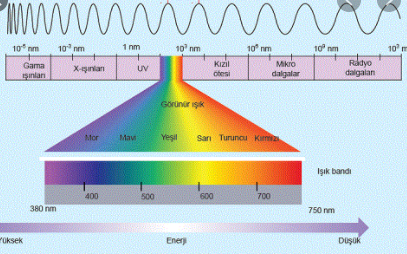 10⁻⁵ nm 10⁻³ nm 1 nm 10³ nm 10⁶ nm 10⁹ nm
Gama ışınları
X-ışınları
UV
Kızıl ötesi
Mikro dalgalar
Radyo dalgaları
Görünür ışık
Mor Mavi Yeşil Sarı Turuncu Kırmızı
Işık bandı
400 500 600 700
380 nm 750 nm
Yüksek Enerji Düşük